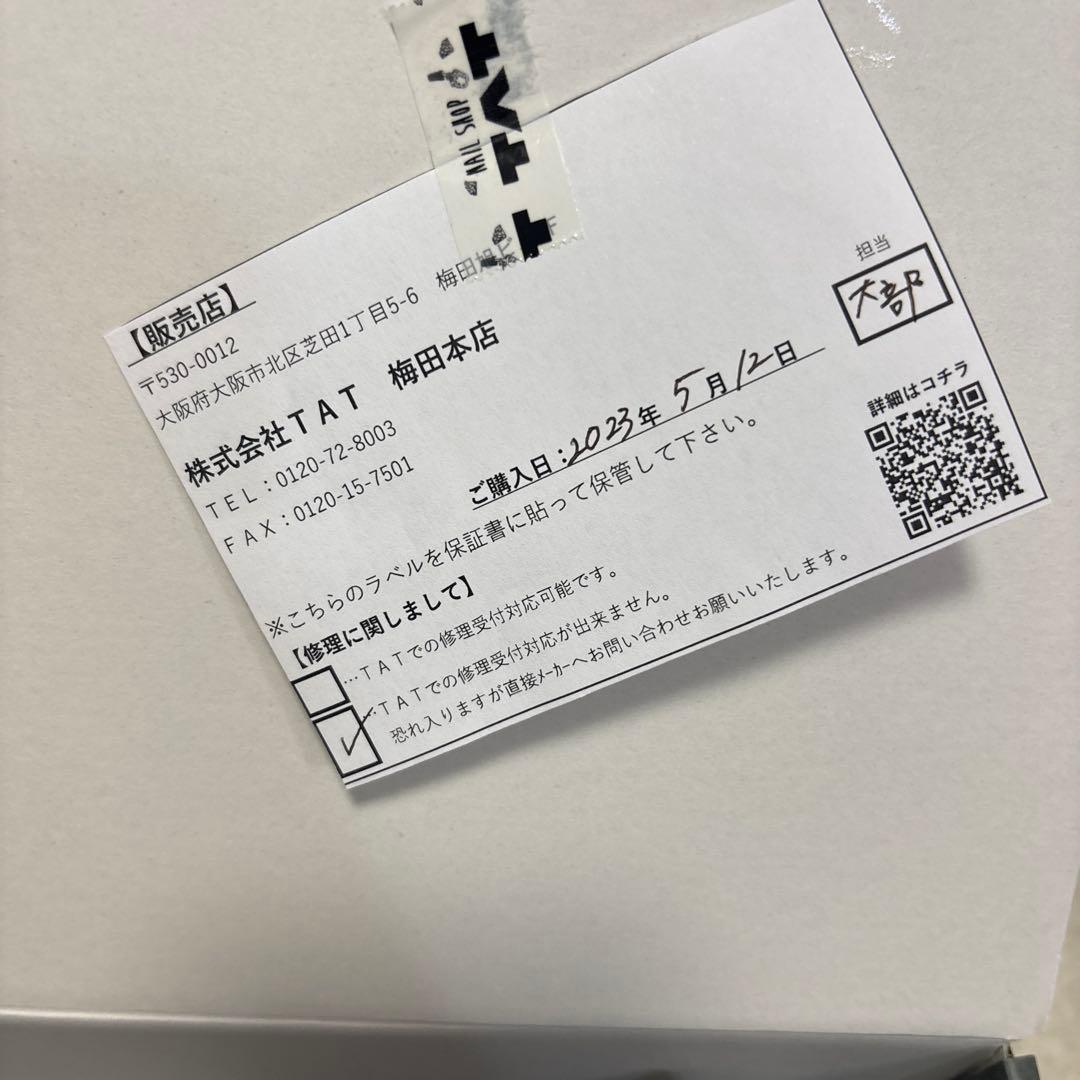 NAIL SHOP TAT
T
【販売店】
〒530-0012
大阪府大阪市北区芝田1丁目5-6 梅田旭ビ F
株式会社TAT 梅田本店
TEL：0120-72-8003
FAX：0120-15-7501
担当
大部
ご購入日：2023年 5月12日
詳細はコチラ
※こちらのラベルを保証書に貼って保管して下さい。
【修理に関しまして】
…TATでの修理受付対応可能です。
✓…TATでの修理受付対応が出来ません。
恐れ入りますが直接ﾒｰｶｰへお問い合わせお願いいたします。